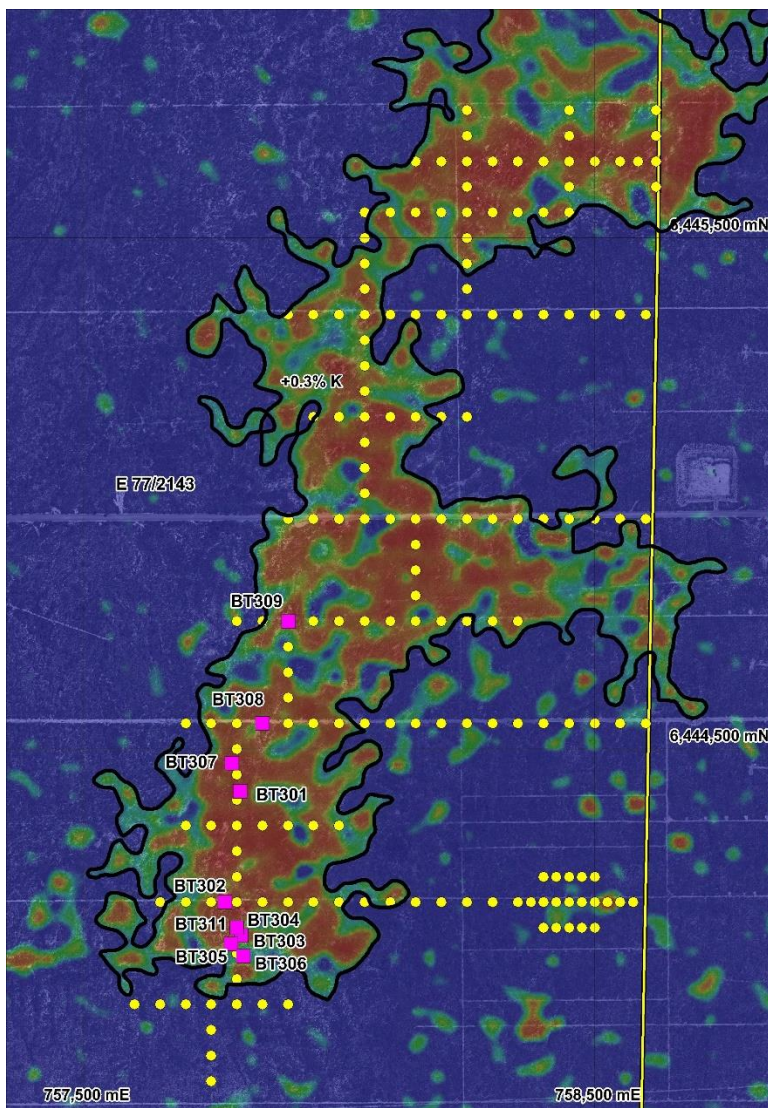 6,445,500 mN
+0.3% K
E 77/2143
BT309
BT308
6,444,500 mN
BT307
BT301
BT302
BT304
BT311
BT303
BT305
BT306
757,500 mE
758,500 mE